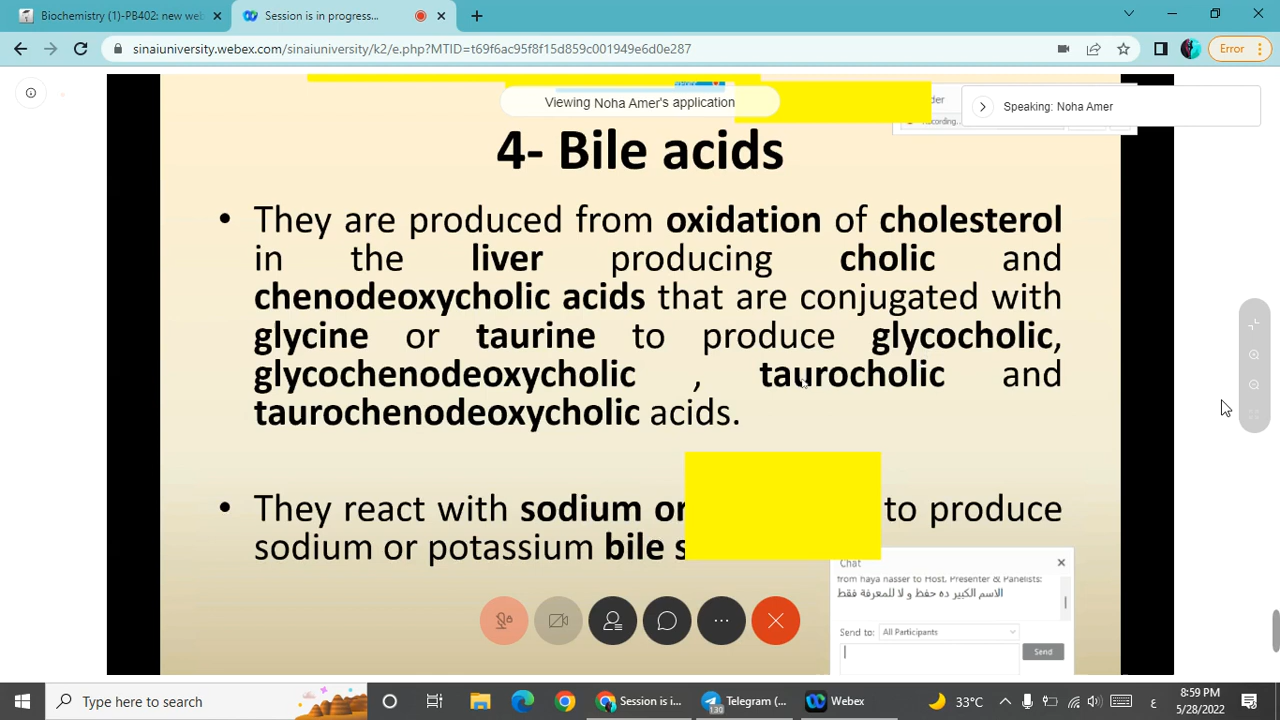 Biochemistry (1)-PB402: new web
Session is in progress...
sinaiuniversity.webex.com/sinaiuniversity/k2/e.php?MTID=t69f6ac95f8f15d859c001949e6d0e287
Error
Viewing Noha Amer's application
Speaking: Noha Amer
Recording...
4- Bile acids
• They are produced from oxidation of cholesterol
in the liver producing cholic and
chenodeoxycholic acids that are conjugated with
glycine or taurine to produce glycocholic,
glycochenodeoxycholic , taurocholic and
taurochenodeoxycholic acids.
• They react with sodium or to produce
sodium or potassium bile
Chat
from haya nasser to Host, Presenter & Panelists:
الاسم الكبير ده حفظ و لا للمعرفة فقط
Send to: All Participants
Send
Type here to search
Session is i...
Telegram (...
130
Webex
33°C
ع
8:59 PM
5/28/2022